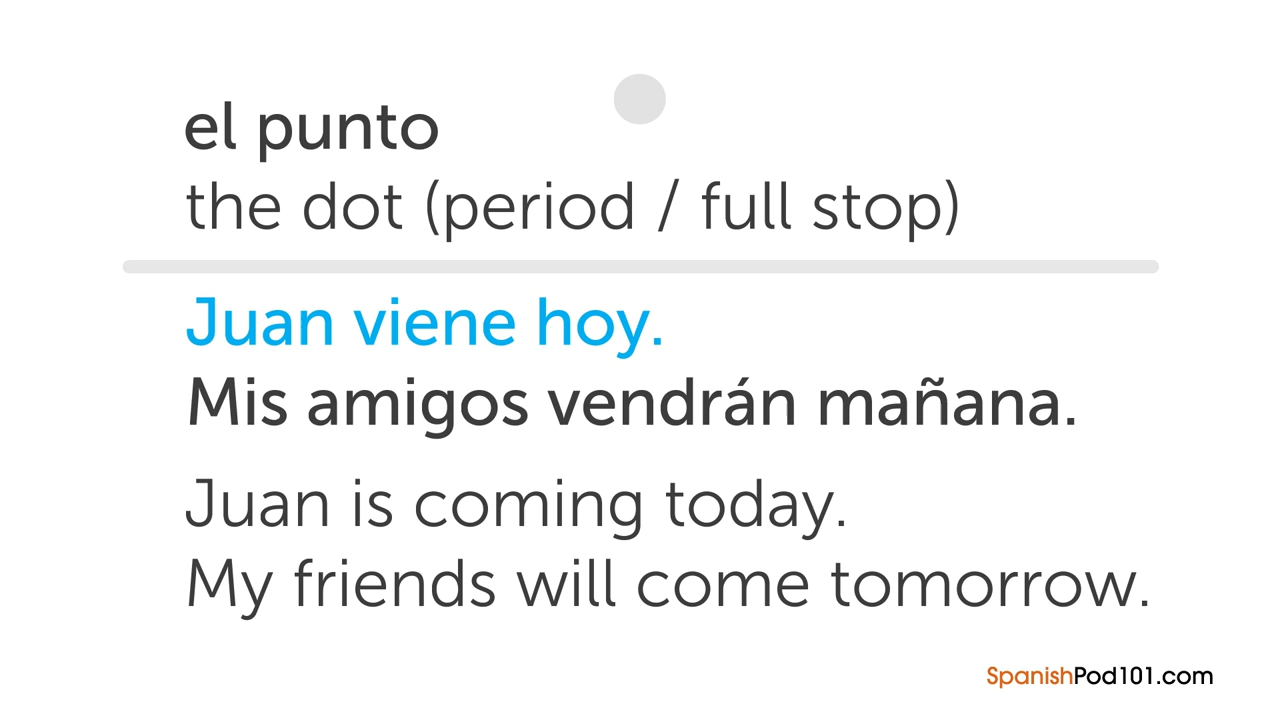 el punto
the dot (period / full stop)
Juan viene hoy.
Mis amigos vendrán mañana.
Juan is coming today.
My friends will come tomorrow.
SpanishPod101.com